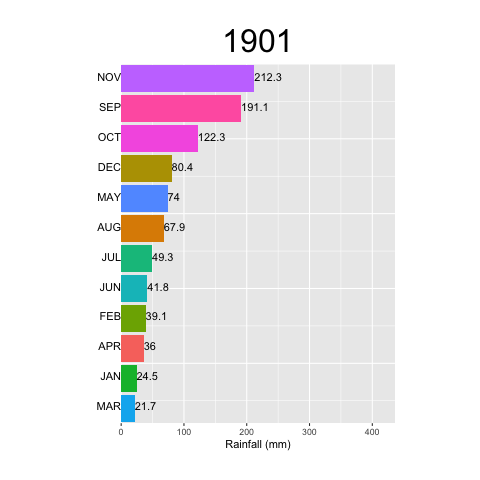 1901
NOV 212.3
SEP 191.1
OCT 122.3
DEC 80.4
MAY 74
AUG 67.9
JUL 49.3
JUN 41.8
FEB 39.1
APR 36
JAN 24.5
MAR 21.7
0 100 200 300 400
Rainfall (mm)